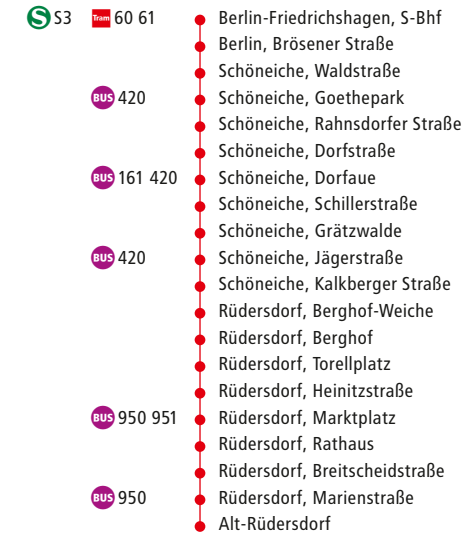 S S3 Tram 60 61 Berlin-Friedrichshagen, S-Bhf
Berlin, Brösener Straße
Schöneiche, Waldstraße
BUS 420 Schöneiche, Goethepark
Schöneiche, Rahnsdorfer Straße
Schöneiche, Dorfstraße
BUS 161 420 Schöneiche, Dorfaue
Schöneiche, Schillerstraße
Schöneiche, Grätzwalde
BUS 420 Schöneiche, Jägerstraße
Schöneiche, Kalkberger Straße
Rüdersdorf, Berghof-Weiche
Rüdersdorf, Berghof
Rüdersdorf, Torellplatz
Rüdersdorf, Heinitzstraße
BUS 950 951 Rüdersdorf, Marktplatz
Rüdersdorf, Rathaus
Rüdersdorf, Breitscheidstraße
BUS 950 Rüdersdorf, Marienstraße
Alt-Rüdersdorf